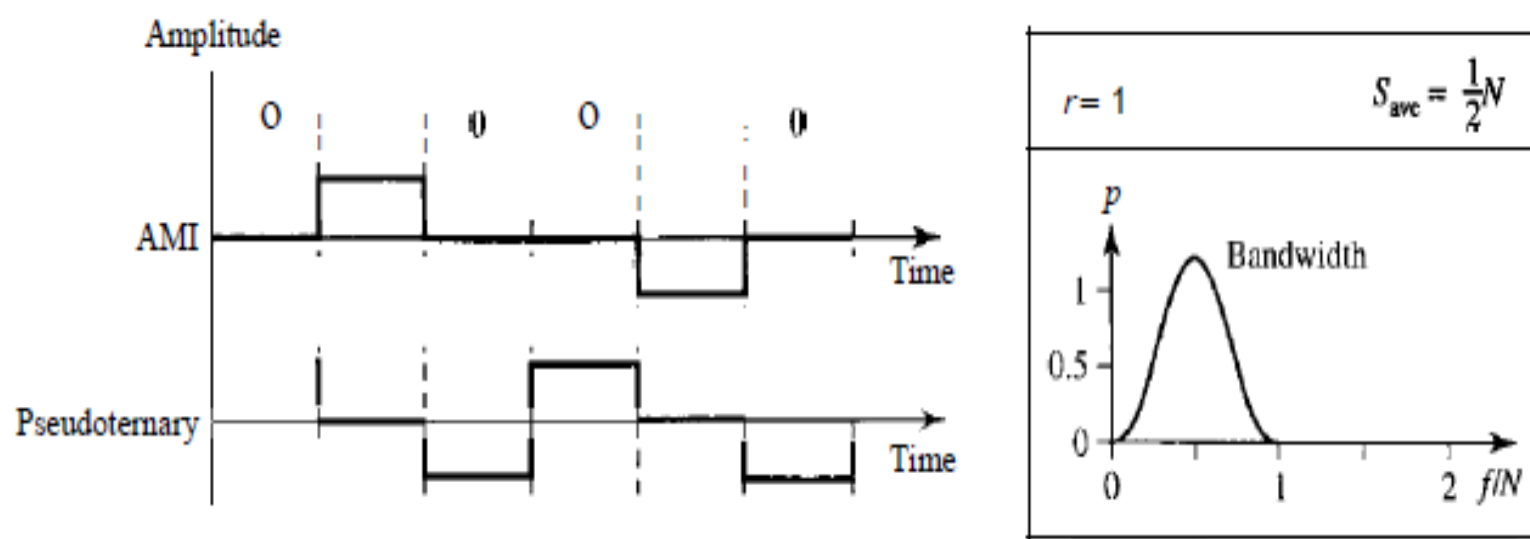 Amplitude
0 0 0 0
AMI
Time
Pseudoternary
Time
r = 1 S_ave = 1/2 N
p
Bandwidth
1
0.5
0
0 1 2 f/N